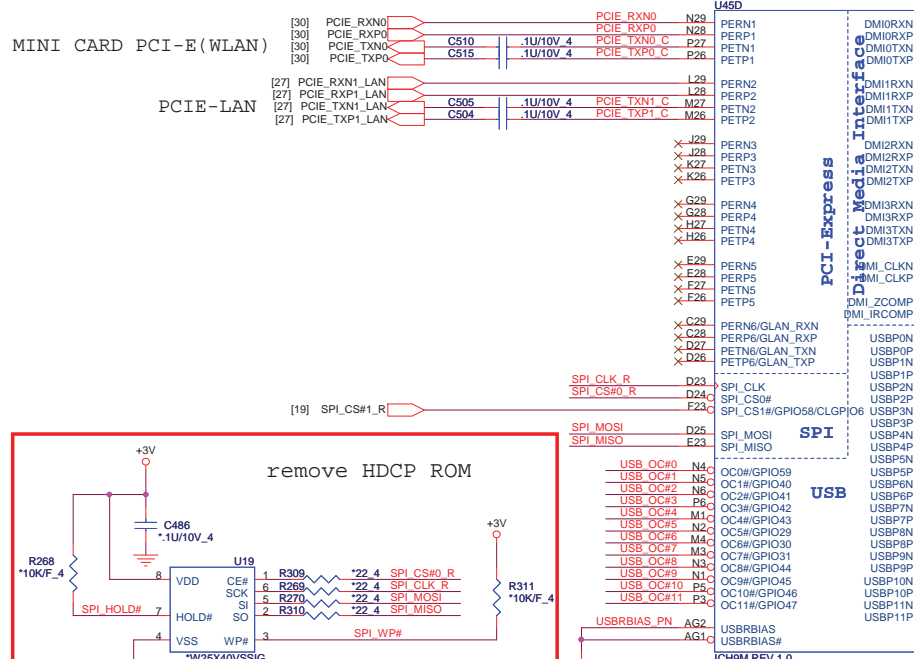 U45D
MINI CARD PCI-E(WLAN)
[30] PCIE_RXN0 PCIE_RXN0 N29 PERN1 DMI0RXN
[30] PCIE_RXP0 PCIE_RXP0 N28 PERP1 DMI0RXP
[30] PCIE_TXN0 C510 .1U/10V_4 PCIE_TXN0_C P27 PETN1 DMI0TXN
[30] PCIE_TXP0 C515 .1U/10V_4 PCIE_TXP0_C P26 PETP1 DMI0TXP
PCIE-LAN
[27] PCIE_RXN1_LAN L29 PERN2 DMI1RXN
[27] PCIE_RXP1_LAN L28 PERP2 DMI1RXP
[27] PCIE_TXN1_LAN C505 .1U/10V_4 PCIE_TXN1_C M27 PETN2 DMI1TXN
[27] PCIE_TXP1_LAN C504 .1U/10V_4 PCIE_TXP1_C M26 PETP2 DMI1TXP
J29 PERN3 DMI2RXN
J28 PERP3 DMI2RXP
K27 PETN3 DMI2TXN
K26 PETP3 DMI2TXP
G29 PERN4 DMI3RXN
G28 PERP4 DMI3RXP
H27 PETN4 DMI3TXN
H26 PETP4 DMI3TXP
PCI-Express
Direct Media Interface
E29 PERN5 DMI_CLKN
E28 PERP5 DMI_CLKP
F27 PETN5
F26 PETP5 DMI_ZCOMP
DMI_IRCOMP
C29 PERN6/GLAN_RXN
C28 PERP6/GLAN_RXP USBP0N
D27 PETN6/GLAN_TXN USBP0P
D26 PETP6/GLAN_TXP USBP1N
USBP1P
SPI_CLK_R D23 SPI_CLK USBP2N
SPI_CS#0_R D24 SPI_CS0# USBP2P
[19] SPI_CS#1_R F23 SPI_CS1#/GPIO58/CLGPIO6 USBP3N
USBP3P
SPI_MOSI D25 SPI_MOSI SPI USBP4N
SPI_MISO E23 SPI_MISO USBP4P
USBP5N
USB_OC#0 N4 OC0#/GPIO59 USBP5P
USB_OC#1 N5 OC1#/GPIO40 USBP6N
USB_OC#2 N6 OC2#/GPIO41 USB USBP6P
USB_OC#3 P6 OC3#/GPIO42 USBP7N
USB_OC#4 M1 OC4#/GPIO43 USBP7P
USB_OC#5 N2 OC5#/GPIO29 USBP8N
USB_OC#6 M4 OC6#/GPIO30 USBP8P
USB_OC#7 M3 OC7#/GPIO31 USBP9N
USB_OC#8 N3 OC8#/GPIO44 USBP9P
USB_OC#9 N1 OC9#/GPIO45 USBP10N
USB_OC#10 P5 OC10#/GPIO46 USBP10P
USB_OC#11 P3 OC11#/GPIO47 USBP11N
USBP11P
USBRBIAS_PN AG2 USBRBIAS
AG1 USBRBIAS#
ICH9M REV 1.0
remove HDCP ROM
+3V
C486
*.1U/10V_4
+3V
R268
*10K/F_4
U19
8 VDD CE# 1 R309 *22_4 SPI_CS#0_R
SCK 6 R269 *22_4 SPI_CLK_R
SI 5 R270 *22_4 SPI_MOSI
SPI_HOLD# 7 HOLD# SO 2 R310 *22_4 SPI_MISO
R311
*10K/F_4
4 VSS WP# 3 SPI_WP#
*W25X40VSSIG